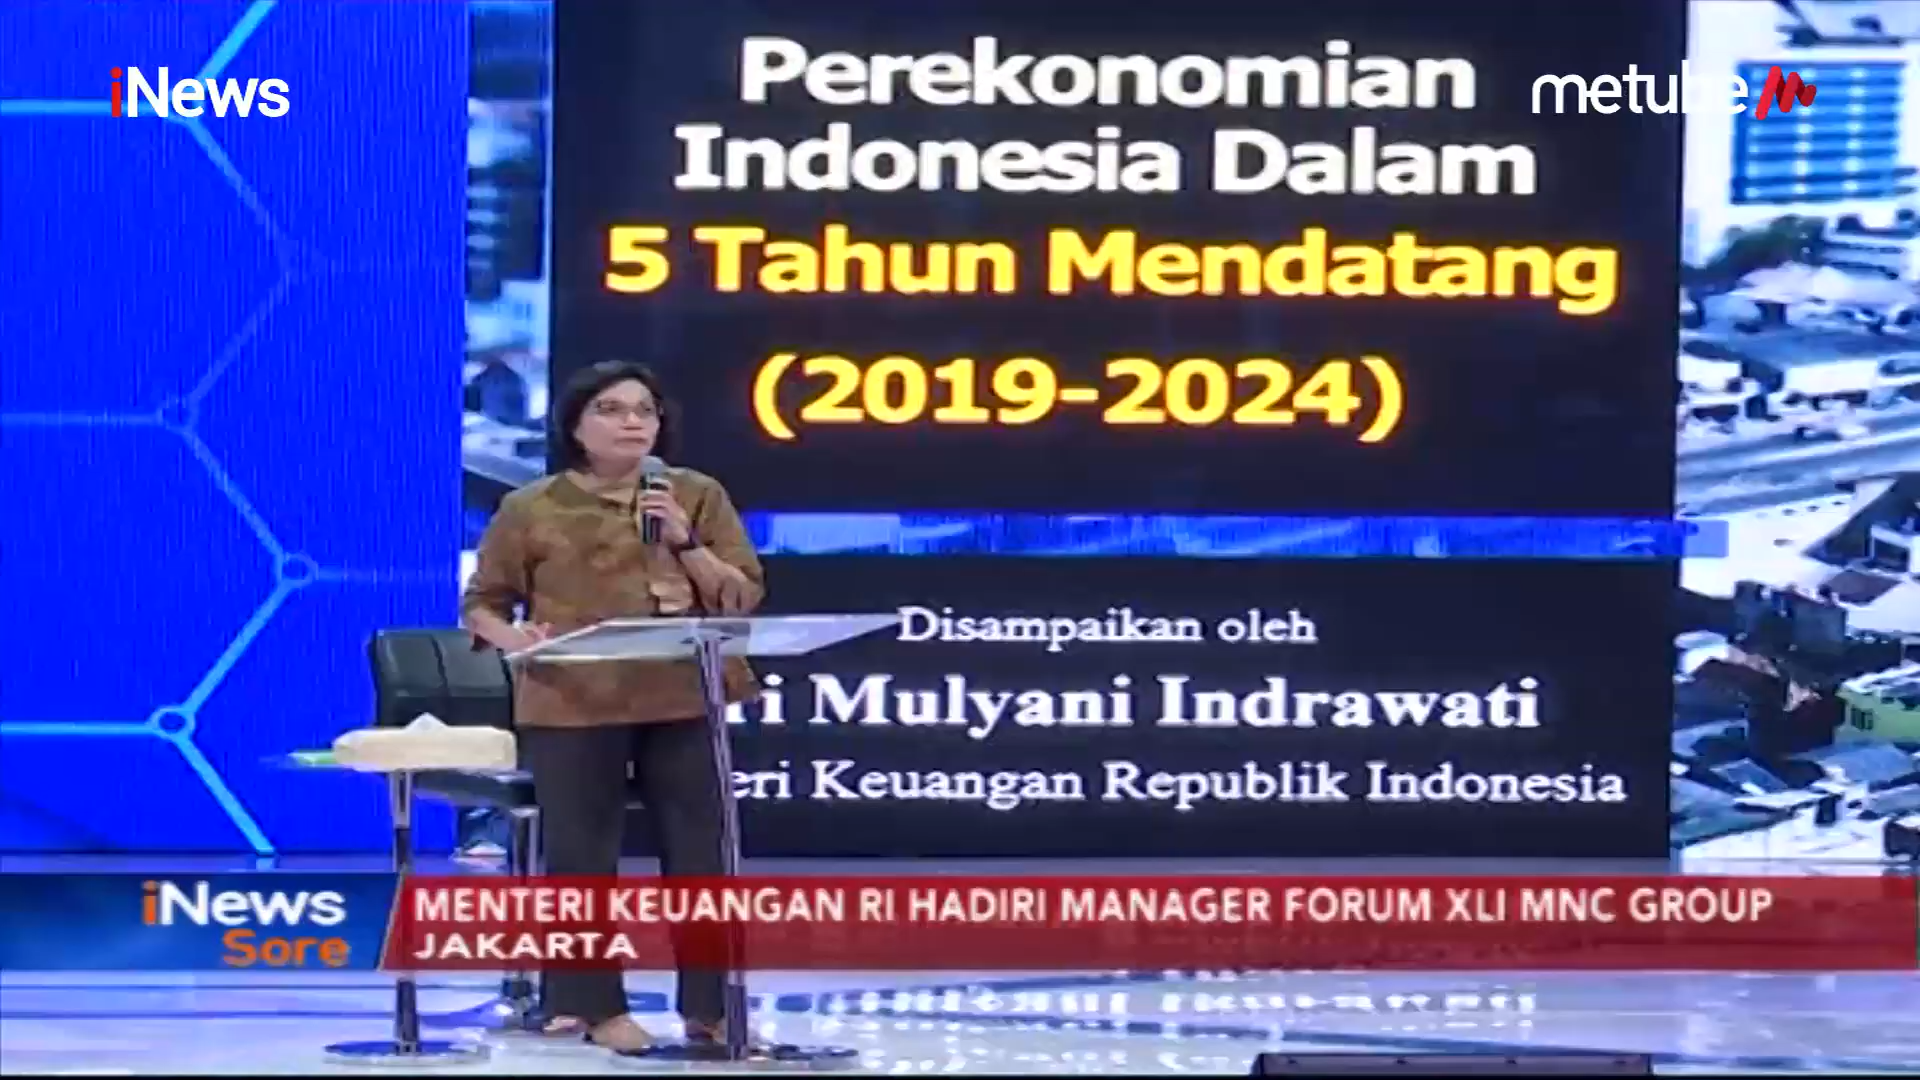 iNews
metube
Perekonomian
Indonesia Dalam
5 Tahun Mendatang
(2019-2024)
Disampaikan oleh
Mulyani Indrawati
Keuangan Republik Indonesia
iNews
Sore
MENTERI KEUANGAN RI HADIRI MANAGER FORUM XLI MNC GROUP
JAKARTA